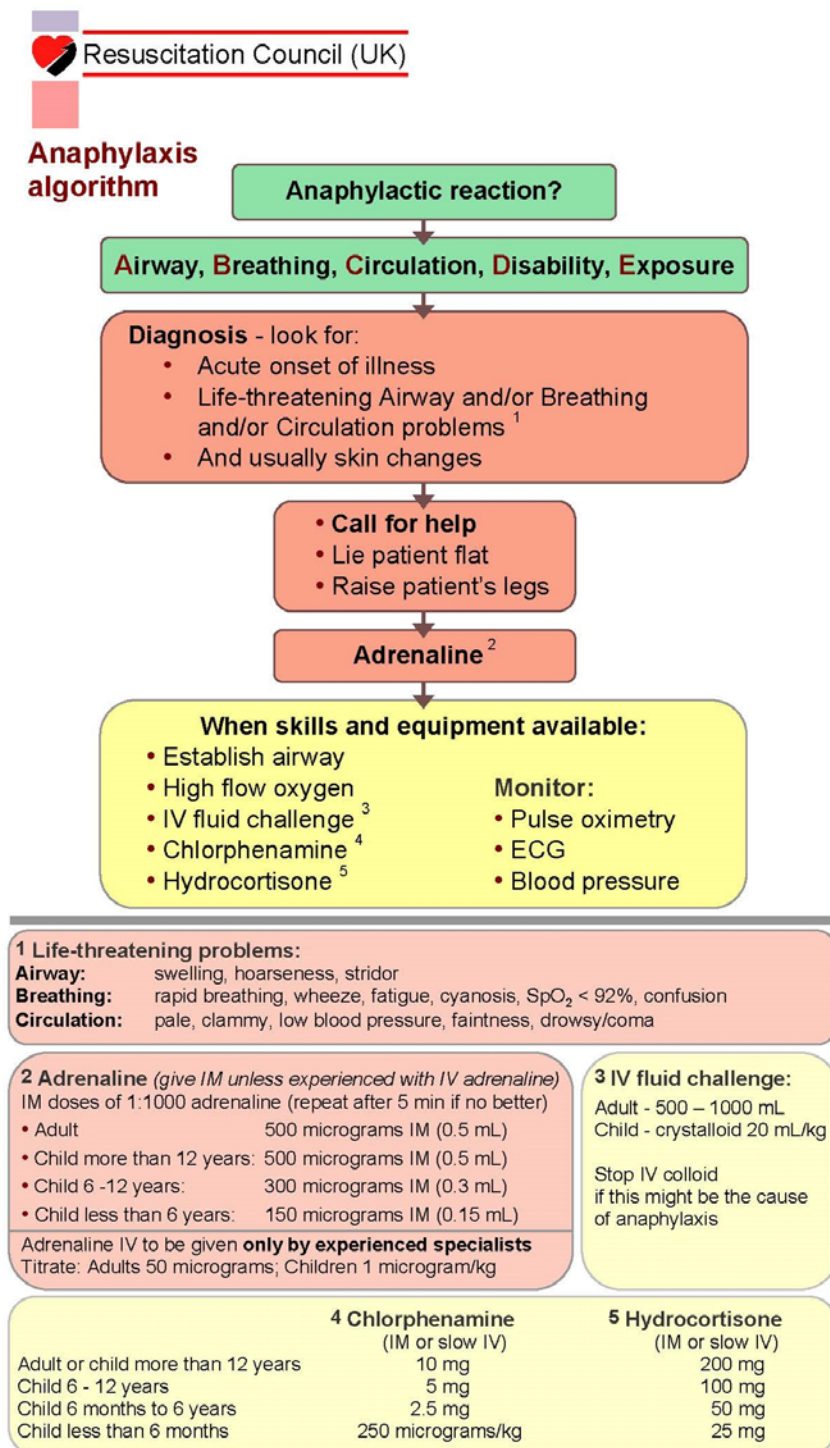 Resuscitation Council (UK)
Anaphylaxis
algorithm
Anaphylactic reaction?
Airway, Breathing, Circulation, Disability, Exposure
Diagnosis - look for:
• Acute onset of illness
• Life-threatening Airway and/or Breathing
and/or Circulation problems 1
• And usually skin changes
• Call for help
• Lie patient flat
• Raise patient's legs
Adrenaline 2
When skills and equipment available:
• Establish airway
• High flow oxygen
• IV fluid challenge 3
• Chlorphenamine 4
• Hydrocortisone 5
Monitor:
• Pulse oximetry
• ECG
• Blood pressure
1 Life-threatening problems:
Airway: swelling, hoarseness, stridor
Breathing: rapid breathing, wheeze, fatigue, cyanosis, SpO2 < 92%, confusion
Circulation: pale, clammy, low blood pressure, faintness, drowsy/coma
2 Adrenaline (give IM unless experienced with IV adrenaline)
IM doses of 1:1000 adrenaline (repeat after 5 min if no better)
• Adult 500 micrograms IM (0.5 mL)
• Child more than 12 years: 500 micrograms IM (0.5 mL)
• Child 6 -12 years: 300 micrograms IM (0.3 mL)
• Child less than 6 years: 150 micrograms IM (0.15 mL)
Adrenaline IV to be given only by experienced specialists
Titrate: Adults 50 micrograms; Children 1 microgram/kg
3 IV fluid challenge:
Adult - 500 – 1000 mL
Child - crystalloid 20 mL/kg
Stop IV colloid
if this might be the cause
of anaphylaxis
4 Chlorphenamine 5 Hydrocortisone
(IM or slow IV) (IM or slow IV)
Adult or child more than 12 years 10 mg 200 mg
Child 6 - 12 years 5 mg 100 mg
Child 6 months to 6 years 2.5 mg 50 mg
Child less than 6 months 250 micrograms/kg 25 mg